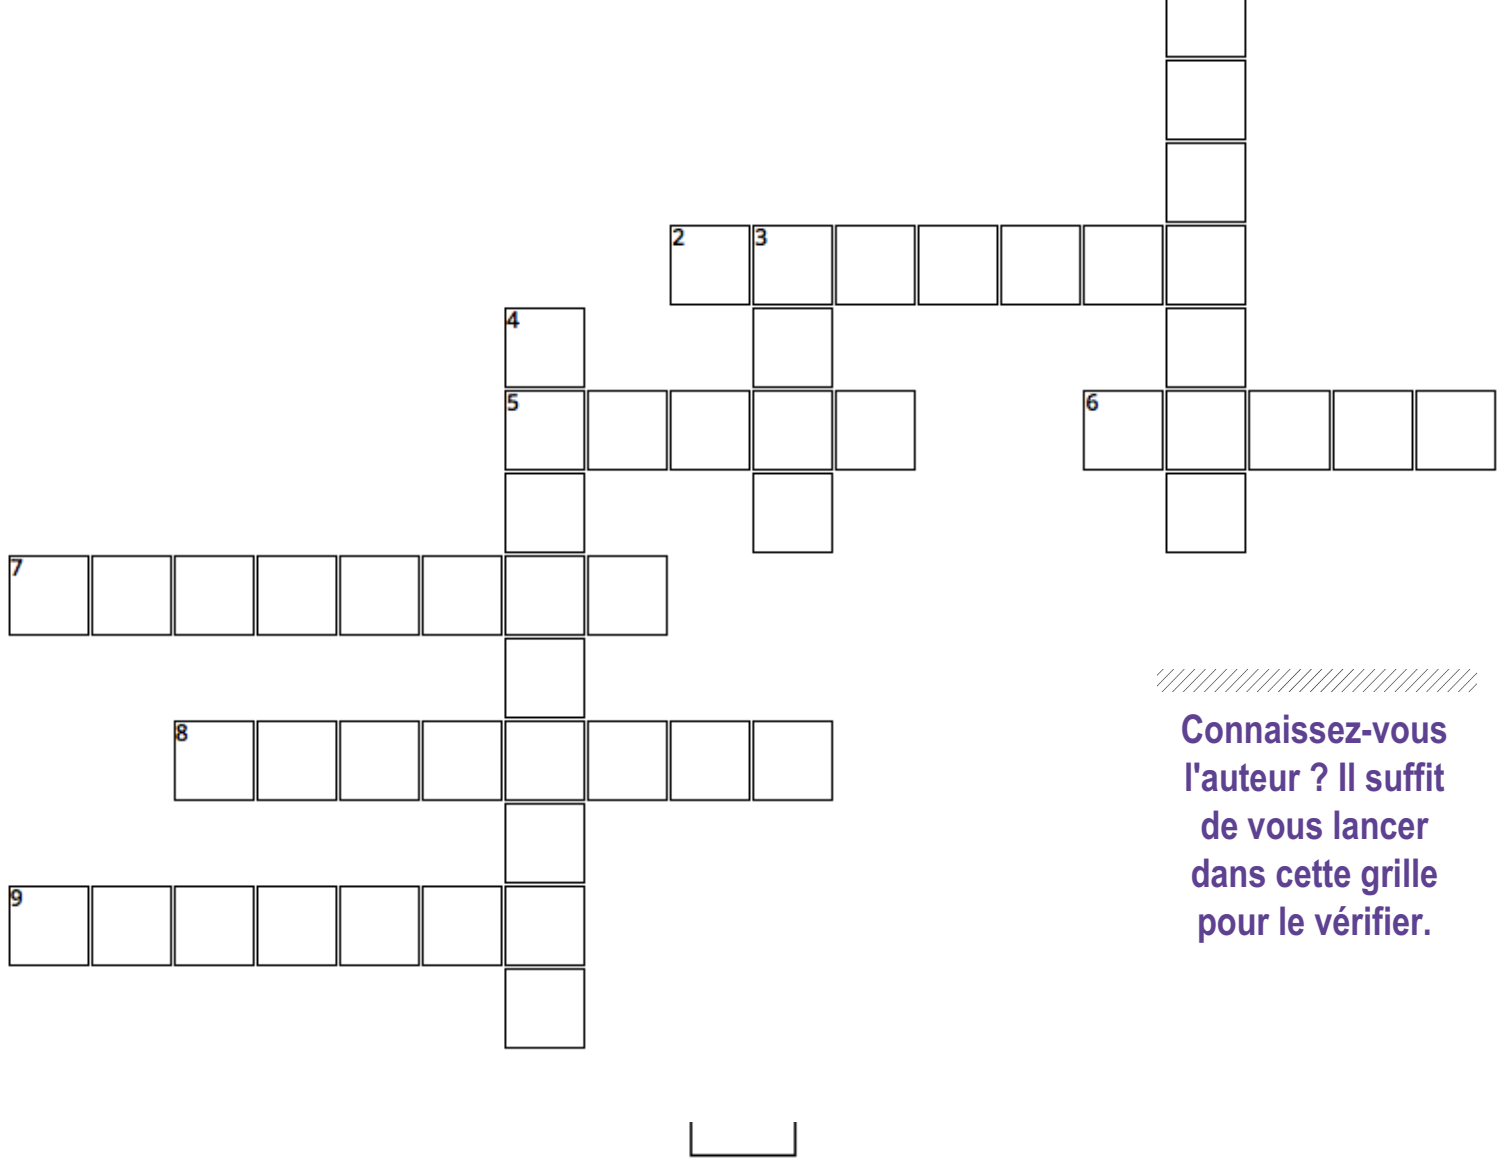 2 3
4
5 6
7
8
9
Connaissez-vous
l'auteur ? Il suffit
de vous lancer
dans cette grille
pour le vérifier.